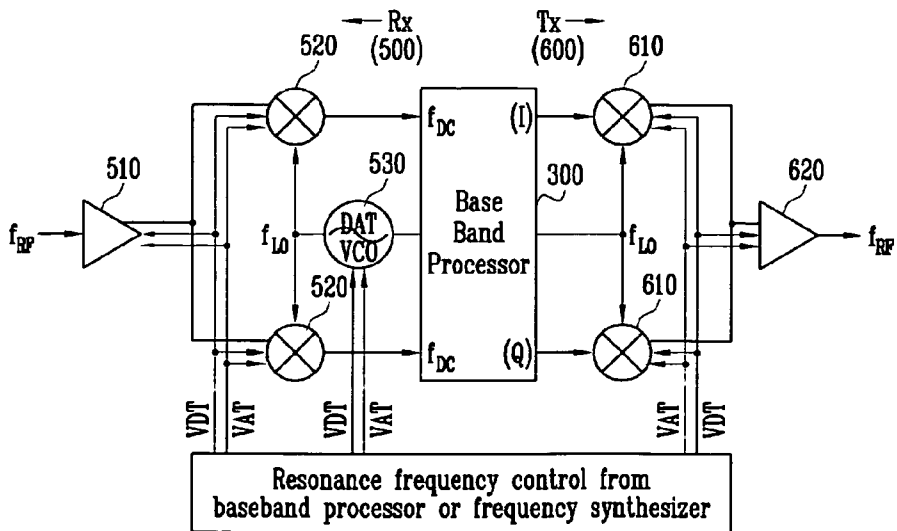 Rx Tx
520 (500) (600) 610
f_DC (I)
510 530 300 620
DAT
f_RF f_LO VCO Base f_LO f_RF
Band
Processor
520 610
f_DC (Q)
VDT VAT VDT VAT VAT VDT
Resonance frequency control from
baseband processor or frequency synthesizer